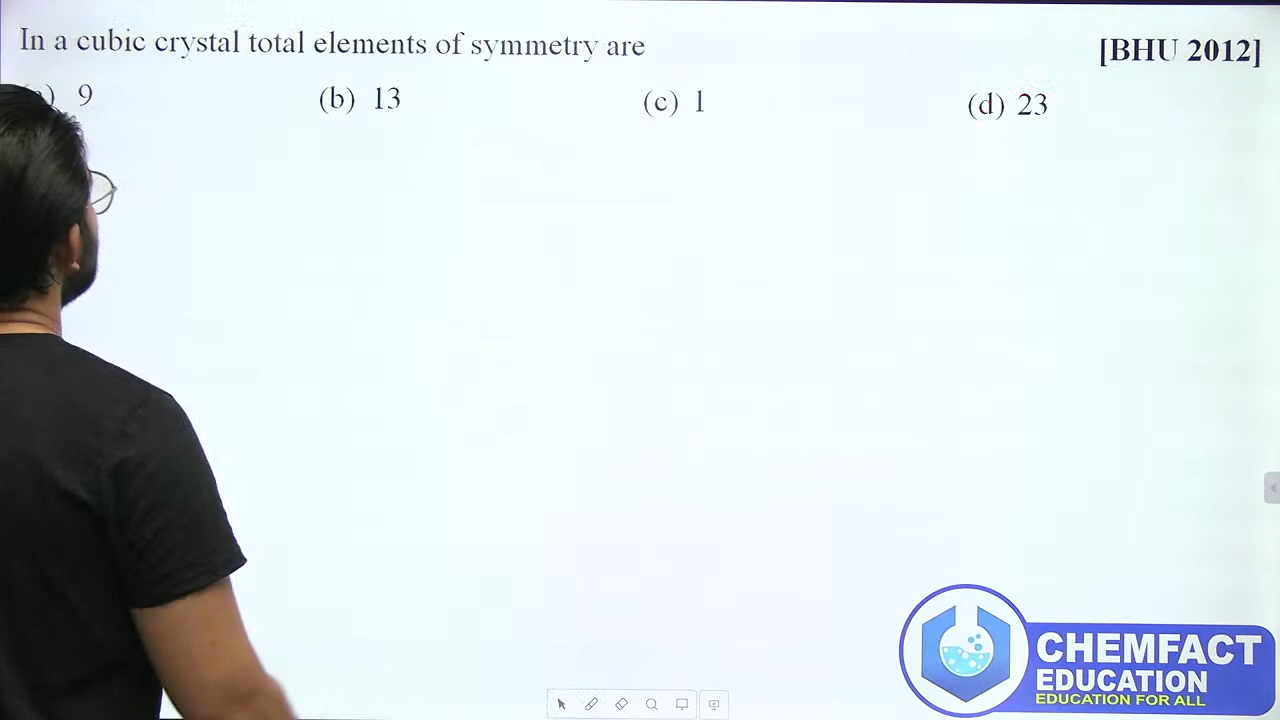 In a cubic crystal total elements of symmetry are [BHU 2012]
) 9 (b) 13 (c) 1 (d) 23
CHEMFACT
EDUCATION
EDUCATION FOR ALL